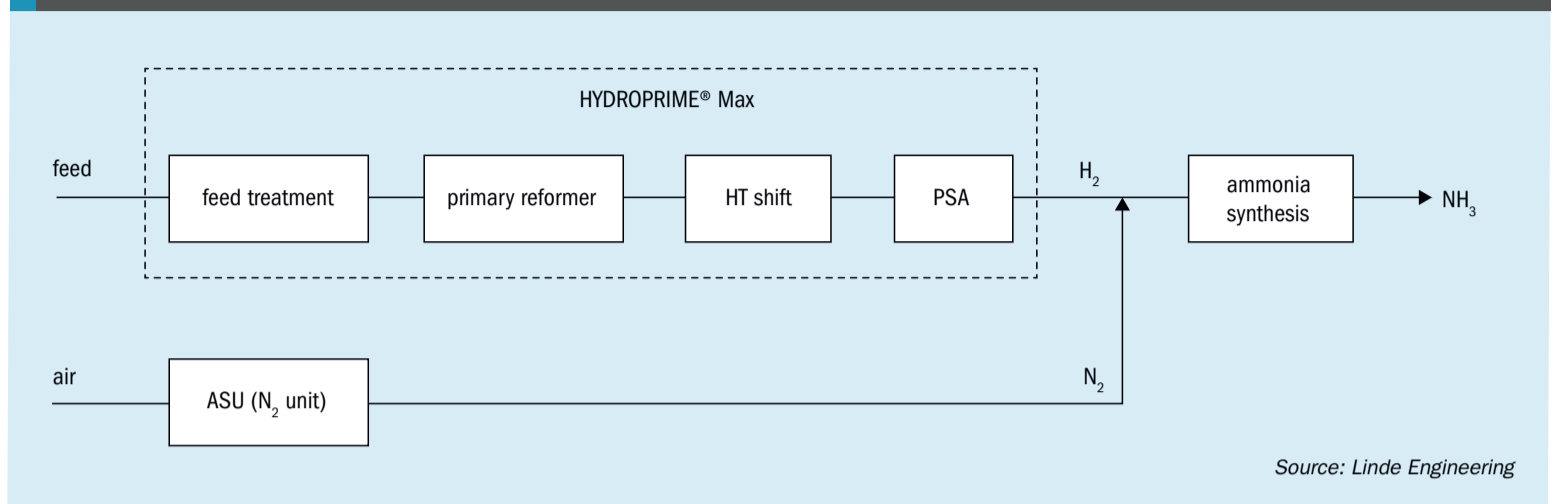 HYDROPRIME® Max
feed
feed treatment
primary reformer
HT shift
PSA
H₂
ammonia
synthesis
NH₃
air
ASU (N₂ unit)
N₂
Source: Linde Engineering